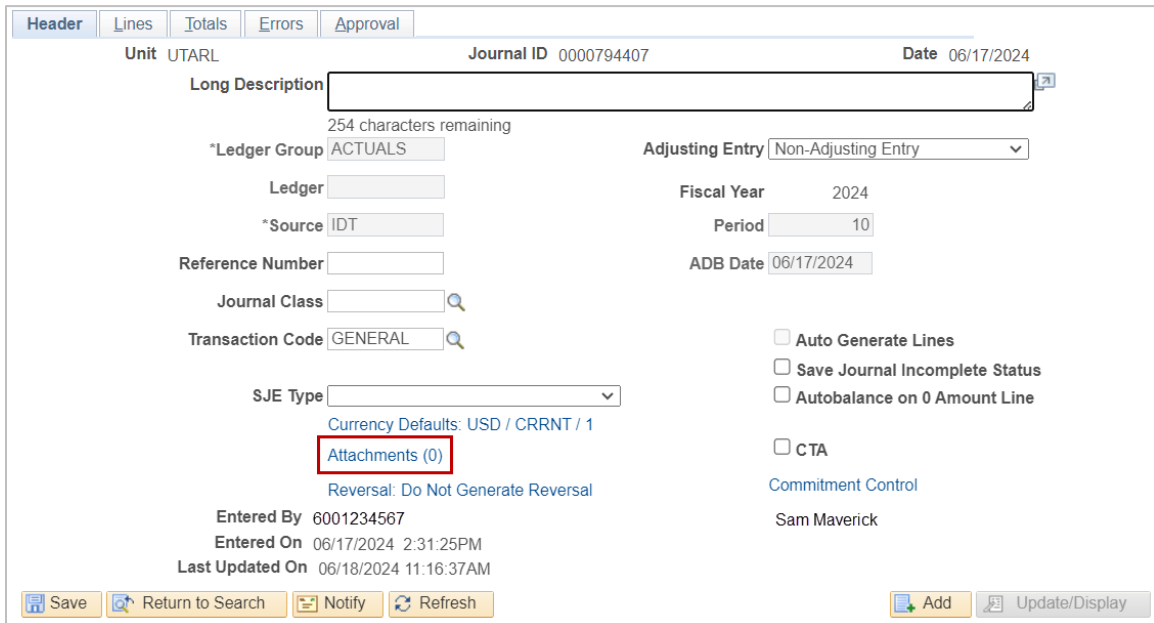 Header Lines Totals Errors Approval
Unit UTARL Journal ID 0000794407 Date 06/17/2024
Long Description
254 characters remaining
*Ledger Group ACTUALS Adjusting Entry Non-Adjusting Entry
Ledger Fiscal Year 2024
*Source IDT Period 10
Reference Number ADB Date 06/17/2024
Journal Class
Transaction Code GENERAL Auto Generate Lines
Save Journal Incomplete Status
SJE Type Autobalance on 0 Amount Line
Currency Defaults: USD / CRRNT / 1
Attachments (0) CTA
Reversal: Do Not Generate Reversal Commitment Control
Entered By 6001234567 Sam Maverick
Entered On 06/17/2024 2:31:25PM
Last Updated On 06/18/2024 11:16:37AM
Save Return to Search Notify Refresh Add Update/Display